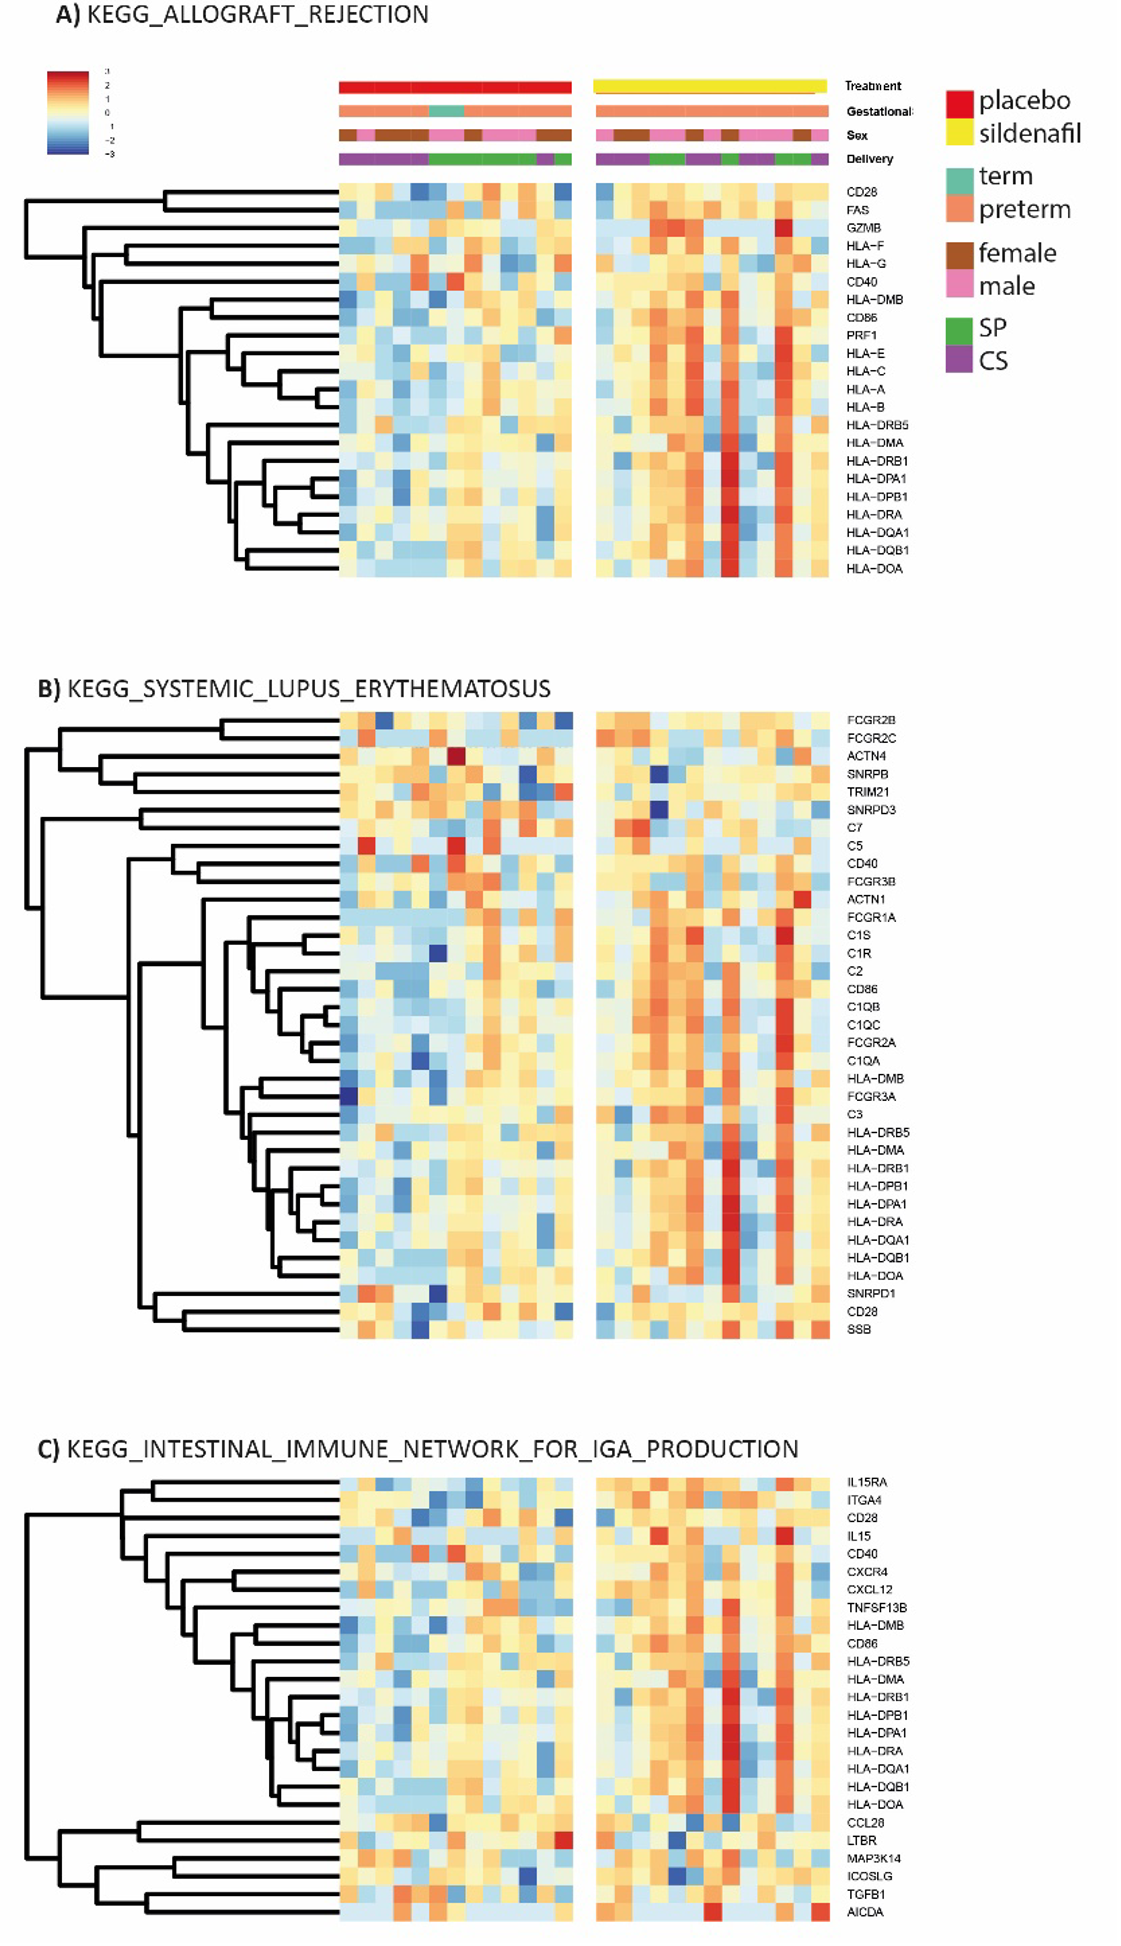 A) KEGG_ALLOGRAFT_REJECTION
3
2
1
0
1
−2
−3
Treatment
Gestational:
Sex
Delivery
placebo
sildenafil
term
preterm
female
male
SP
CS
CD28
FAS
GZMB
HLA−F
HLA−G
CD40
HLA−DMB
CD86
PRF1
HLA−E
HLA−C
HLA−A
HLA−B
HLA−DRB5
HLA−DMA
HLA−DRB1
HLA−DPA1
HLA−DPB1
HLA−DRA
HLA−DQA1
HLA−DQB1
HLA−DOA
B) KEGG_SYSTEMIC_LUPUS_ERYTHEMATOSUS
FCGR2B
FCGR2C
ACTN4
SNRPB
TRIM21
SNRPD3
C7
C5
CD40
FCGR3B
ACTN1
FCGR1A
C1S
C1R
C2
CD86
C1QB
C1QC
FCGR2A
C1QA
HLA−DMB
FCGR3A
C3
HLA−DRB5
HLA−DMA
HLA−DRB1
HLA−DPB1
HLA−DPA1
HLA−DRA
HLA−DQA1
HLA−DQB1
HLA−DOA
SNRPD1
CD28
SSB
C) KEGG_INTESTINAL_IMMUNE_NETWORK_FOR_IGA_PRODUCTION
IL15RA
ITGA4
CD28
IL15
CD40
CXCR4
CXCL12
TNFSF13B
HLA−DMB
CD86
HLA−DRB5
HLA−DMA
HLA−DRB1
HLA−DPB1
HLA−DPA1
HLA−DRA
HLA−DQA1
HLA−DQB1
HLA−DOA
CCL28
LTBR
MAP3K14
ICOSLG
TGFB1
AICDA